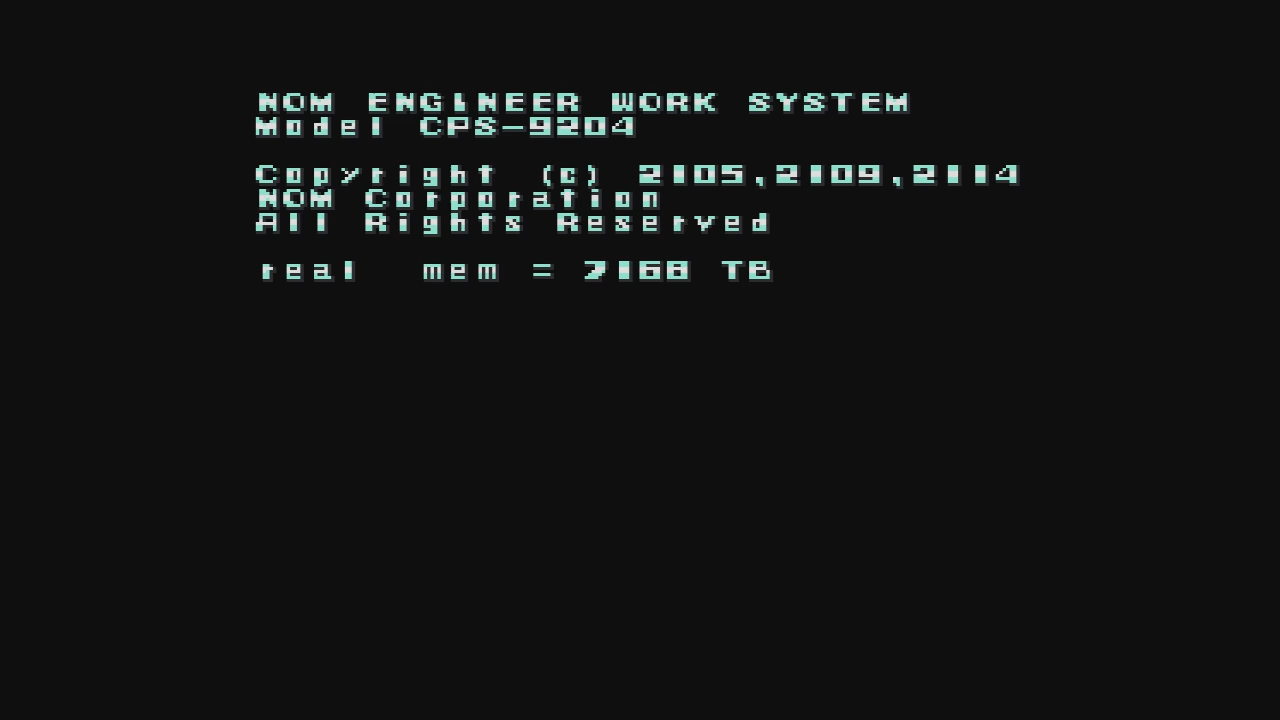 NOM ENGINEER WORK SYSTEM
Model CPS-9204
Copyright (c) 2105,2109,2114
NOM Corporation
All Rights Reserved
real mem = 7168 TB